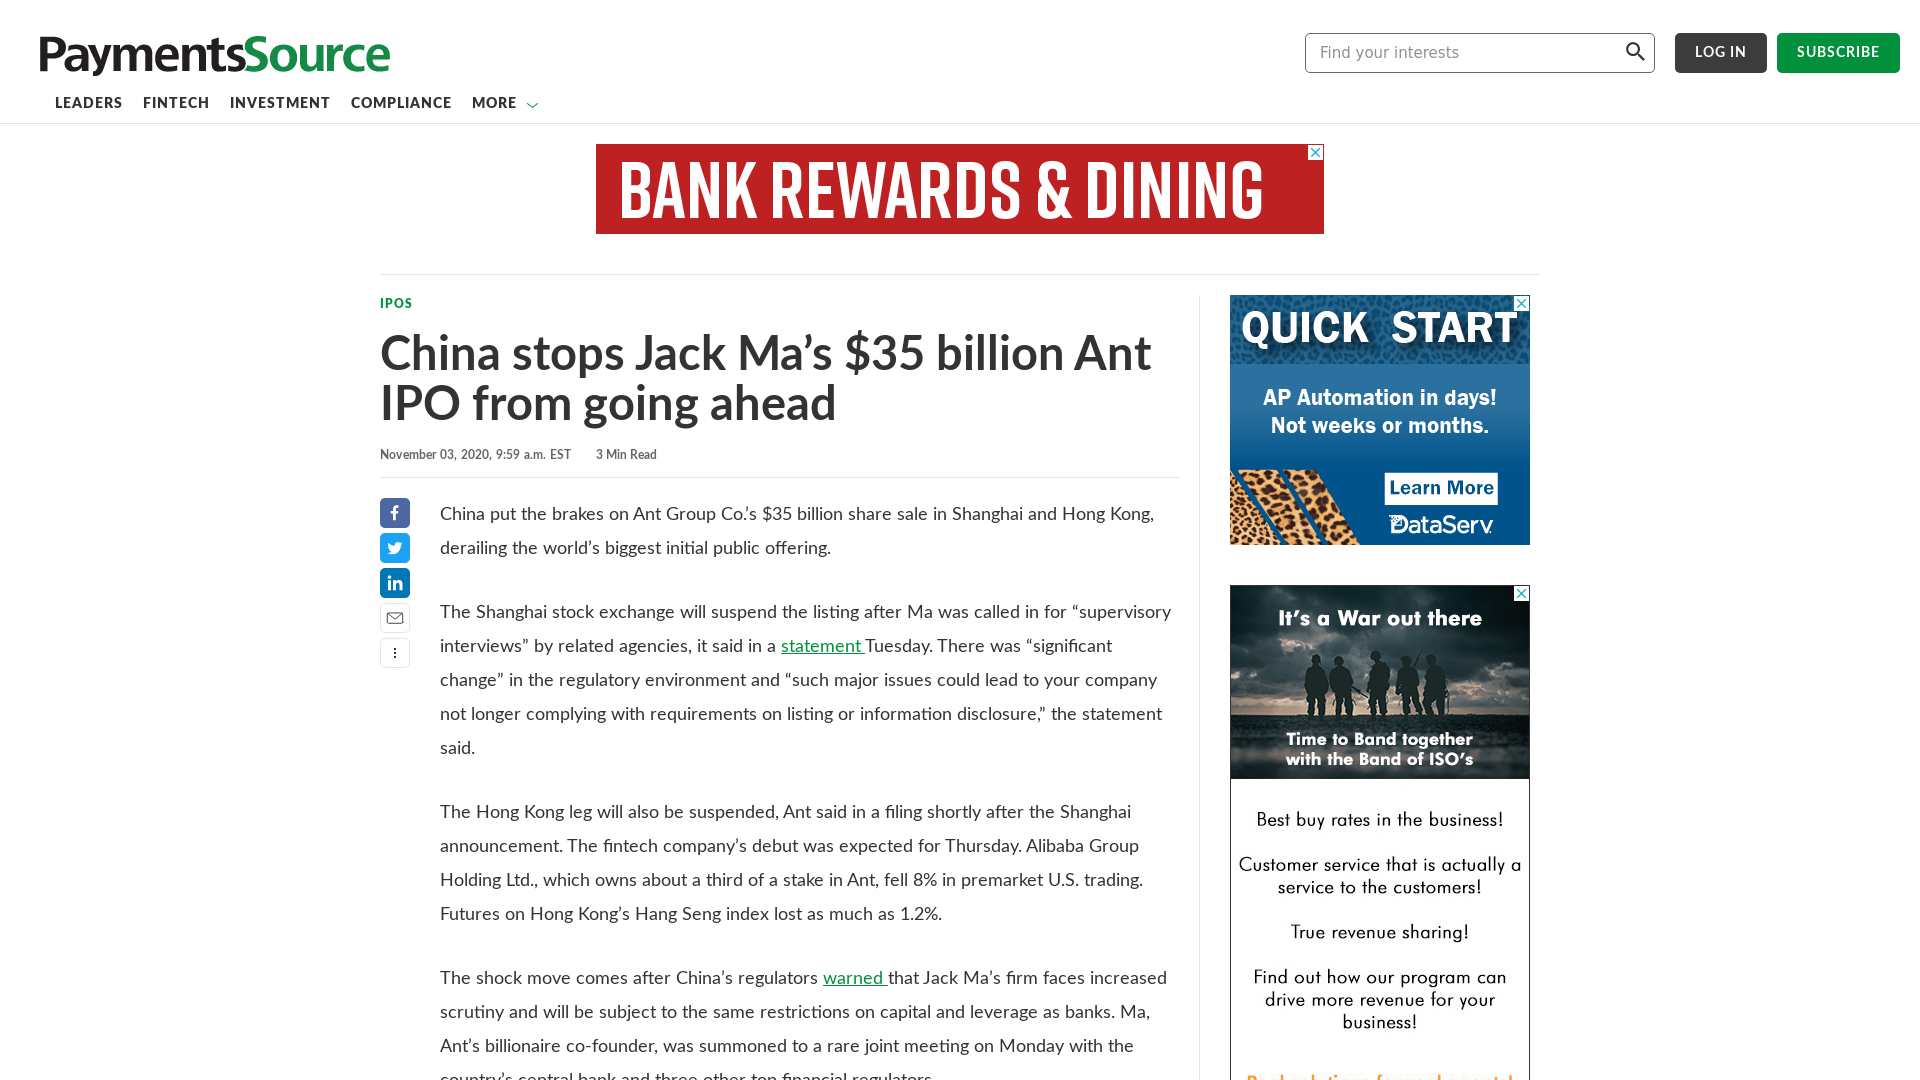 PaymentsSource
Find your interests
LOG IN
SUBSCRIBE
LEADERS
FINTECH
INVESTMENT
COMPLIANCE
MORE
BANK REWARDS & DINING
IPOS
China stops Jack Ma’s $35 billion Ant
IPO from going ahead
November 03, 2020, 9:59 a.m. EST
3 Min Read
China put the brakes on Ant Group Co.’s $35 billion share sale in Shanghai and Hong Kong,
derailing the world’s biggest initial public offering.
The Shanghai stock exchange will suspend the listing after Ma was called in for “supervisory
interviews” by related agencies, it said in a statement Tuesday. There was “significant
change” in the regulatory environment and “such major issues could lead to your company
not longer complying with requirements on listing or information disclosure,” the statement
said.
The Hong Kong leg will also be suspended, Ant said in a filing shortly after the Shanghai
announcement. The fintech company’s debut was expected for Thursday. Alibaba Group
Holding Ltd., which owns about a third of a stake in Ant, fell 8% in premarket U.S. trading.
Futures on Hong Kong’s Hang Seng index lost as much as 1.2%.
The shock move comes after China’s regulators warned that Jack Ma’s firm faces increased
scrutiny and will be subject to the same restrictions on capital and leverage as banks. Ma,
Ant’s billionaire co-founder, was summoned to a rare joint meeting on Monday with the
country’s central bank and three other top financial regulators.
QUICK START
AP Automation in days!
Not weeks or months.
Learn More
DataServ
It’s a War out there
Time to Band together
with the Band of ISO’s
Best buy rates in the business!
Customer service that is actually a
service to the customers!
True revenue sharing!
Find out how our program can
drive more revenue for your
business!